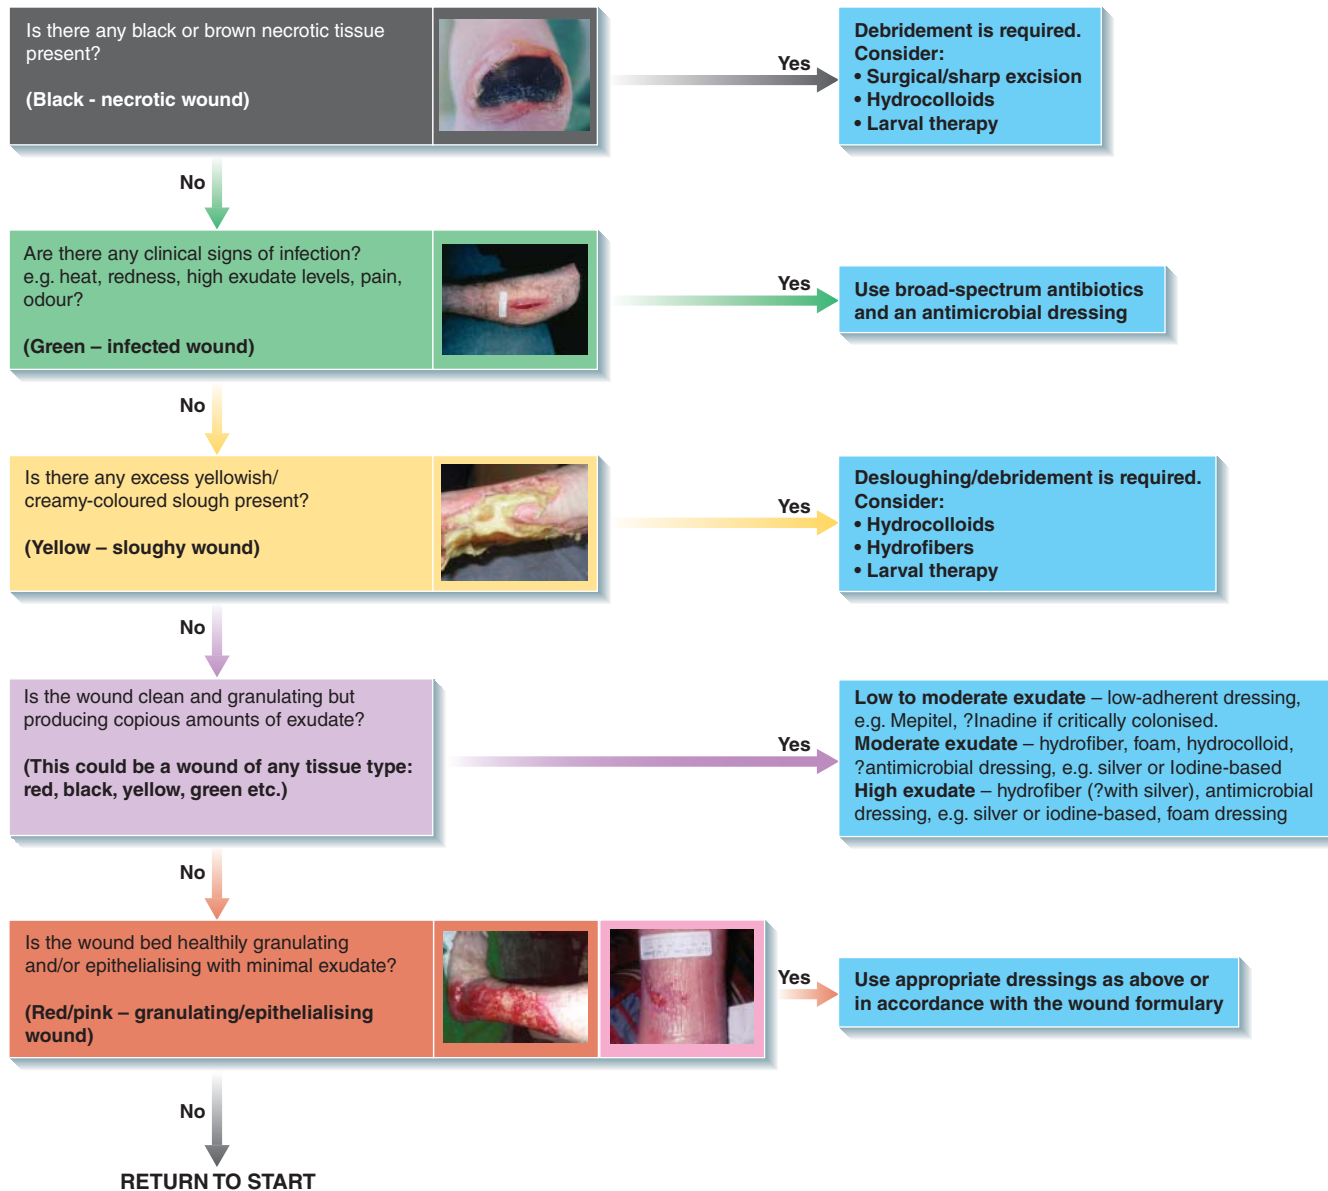 Is there any black or brown necrotic tissue
present?
(Black - necrotic wound)
Yes
Debridement is required.
Consider:
• Surgical/sharp excision
• Hydrocolloids
• Larval therapy
No
Are there any clinical signs of infection?
e.g. heat, redness, high exudate levels, pain,
odour?
(Green – infected wound)
Yes
Use broad-spectrum antibiotics
and an antimicrobial dressing
No
Is there any excess yellowish/
creamy-coloured slough present?
(Yellow – sloughy wound)
Yes
Desloughing/debridement is required.
Consider:
• Hydrocolloids
• Hydrofibers
• Larval therapy
No
Is the wound clean and granulating but
producing copious amounts of exudate?
(This could be a wound of any tissue type:
red, black, yellow, green etc.)
Yes
Low to moderate exudate – low-adherent dressing,
e.g. Mepitel, ?Inadine if critically colonised.
Moderate exudate – hydrofiber, foam, hydrocolloid,
?antimicrobial dressing, e.g. silver or Iodine-based
High exudate – hydrofiber (?with silver), antimicrobial
dressing, e.g. silver or iodine-based, foam dressing
No
Is the wound bed healthily granulating
and/or epithelialising with minimal exudate?
(Red/pink – granulating/epithelialising
wound)
Yes
Use appropriate dressings as above or
in accordance with the wound formulary
No
RETURN TO START